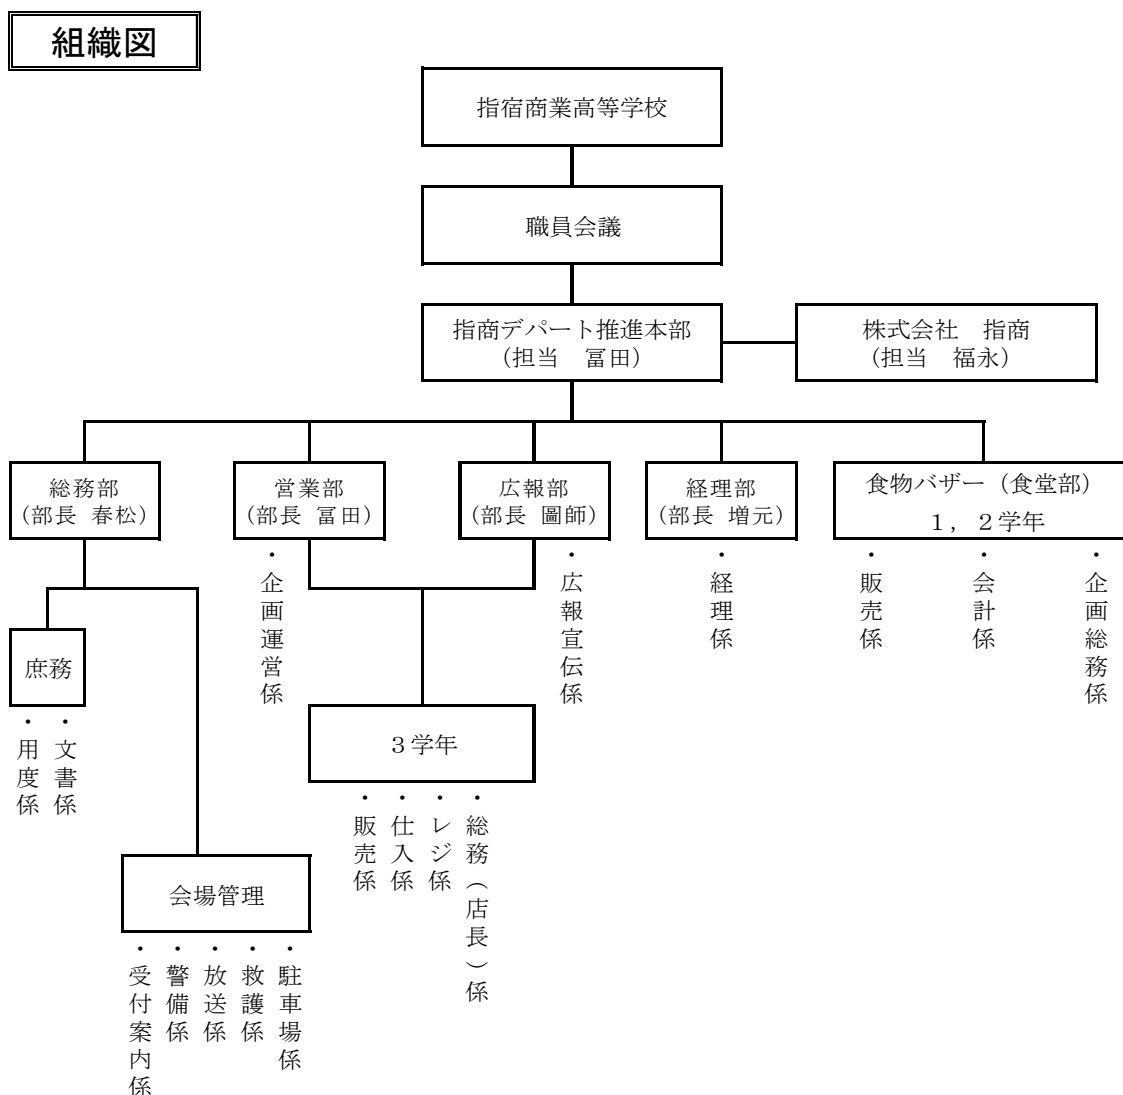 組織図
指宿商業高等学校
職員会議
指商デパート推進本部
(担当　冨田)
株式会社　指商
(担当　福永)
総務部
(部長 春松)
営業部
(部長 冨田)
広報部
(部長 圖師)
経理部
(部長 増元)
食物バザー（食堂部）
１，２学年
・企画運営係
・広報宣伝係
・経理係
・企画総務係
・会計係
・販売係
庶務
・文書係
・用度係
３学年
・総務（店長）係
・レジ係
・仕入係
・販売係
会場管理
・駐車場係
・救護係
・放送係
・警備係
・受付案内係